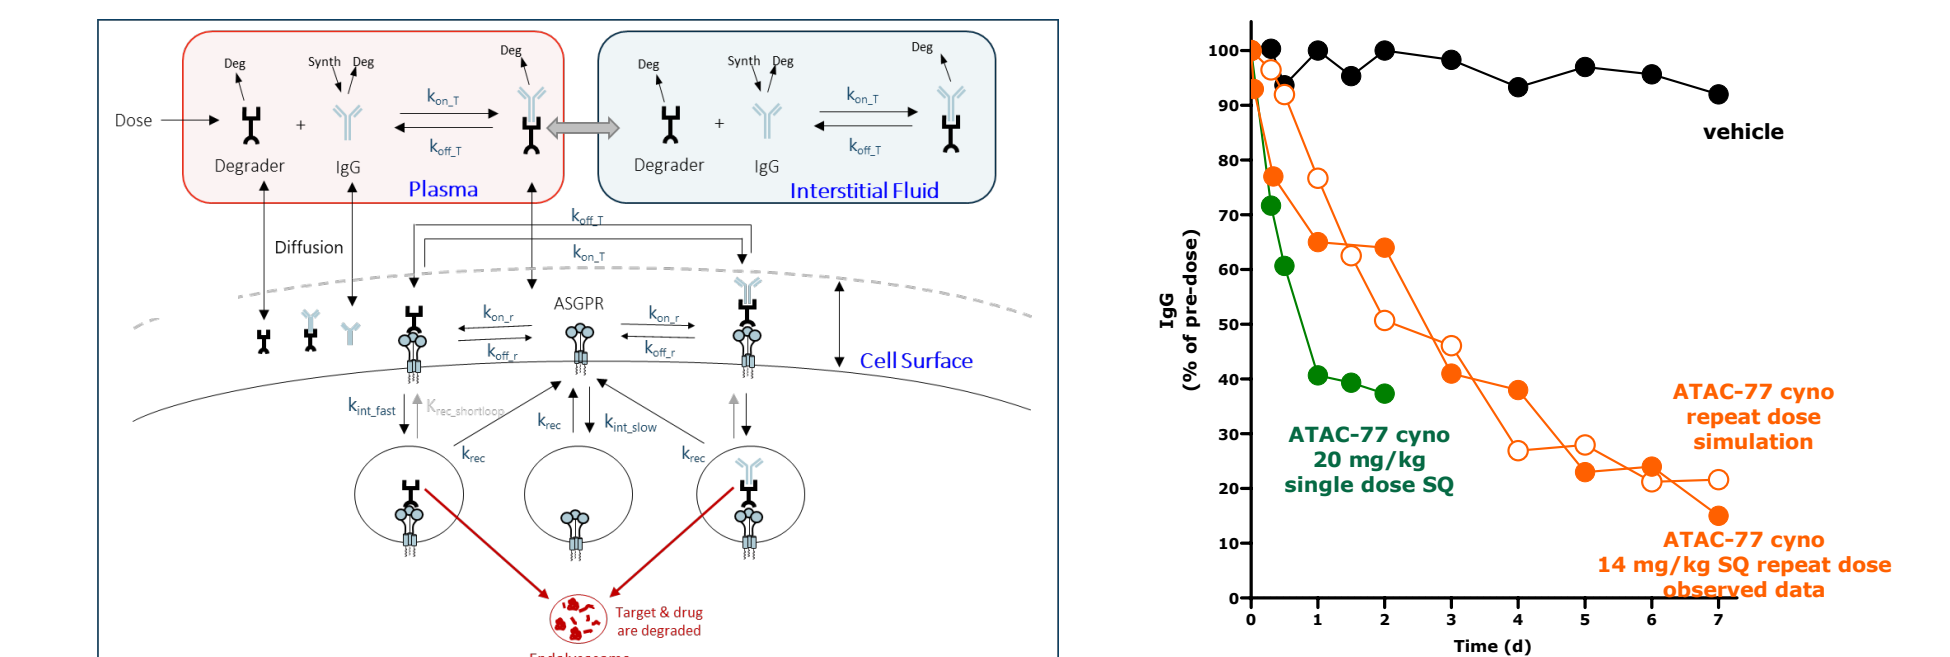 Deg
Synth
Deg
Deg
Dose
+
k_on_T
k_off_T
Degrader
IgG
Plasma
Deg
Synth
Deg
Deg
+
k_on_T
k_off_T
Degrader
IgG
Interstitial Fluid
k_off_T
Diffusion
k_on_T
ASGPR
k_on_r
k_on_r
k_off_r
k_off_r
Cell Surface
k_int_fast
K_rec_shortloop
k_rec
k_int_slow
k_rec
k_rec
Target & drug
are degraded
IgG
(% of pre-dose)
100
90
80
70
60
50
40
30
20
10
0
0 1 2 3 4 5 6 7
Time (d)
vehicle
ATAC-77 cyno
repeat dose
simulation
ATAC-77 cyno
20 mg/kg
single dose SQ
ATAC-77 cyno
14 mg/kg SQ repeat dose
observed data